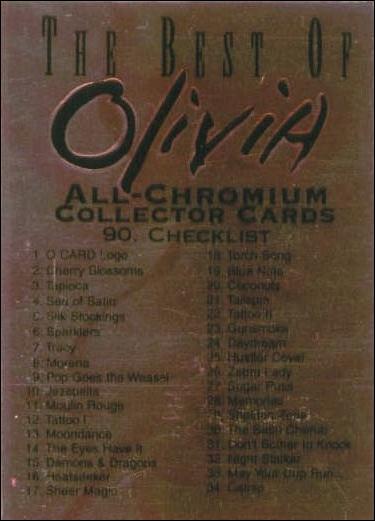 THE BEST OF
Olivia
ALL-CHROMIUM
COLLECTOR CARDS
90. CHECKLIST
1. O CARD Logo
2. Cherry Blossoms
3. Tapioca
4. Sea of Satin
5. Silk Stockings
6. Sparklers
7. Tracy
8. Morena
9. Pop Goes the Weasel
10. Jezebelle
11. Moulin Rouge
12. Tattoo I
13. Moondance
14. The Eyes Have It
15. Demons & Dragons
16. Heatseeker
17. Sheer Magic
18. Torch Song
19. Blue Note
20. Coconuts
21. Tailspin
22. Tattoo II
23. Gunsmoke
24. Daydream
25. Hustler Cover
26. Zebra Lady
27. Sugar Puss
28. Memories
29.
30. The Satin
31. Don't Bother to Knock
32. Night Stalker
33. May Your Cup Run...
34. Catnip